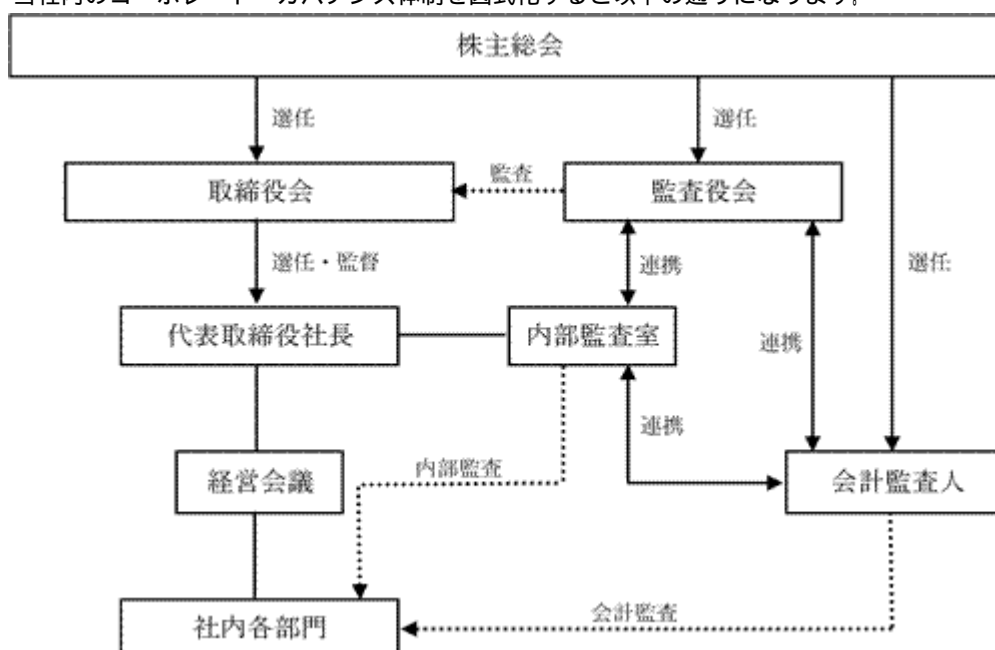 当社内のコーポレート・ガバナンス体制を図式化すると以下の通りになります。
株主総会
選任
選任
選任
取締役会
監査
監査役会
選任・監督
連携
代表取締役社長
内部監査室
連携
連携
経営会議
内部監査
会計監査人
会計監査
社内各部門